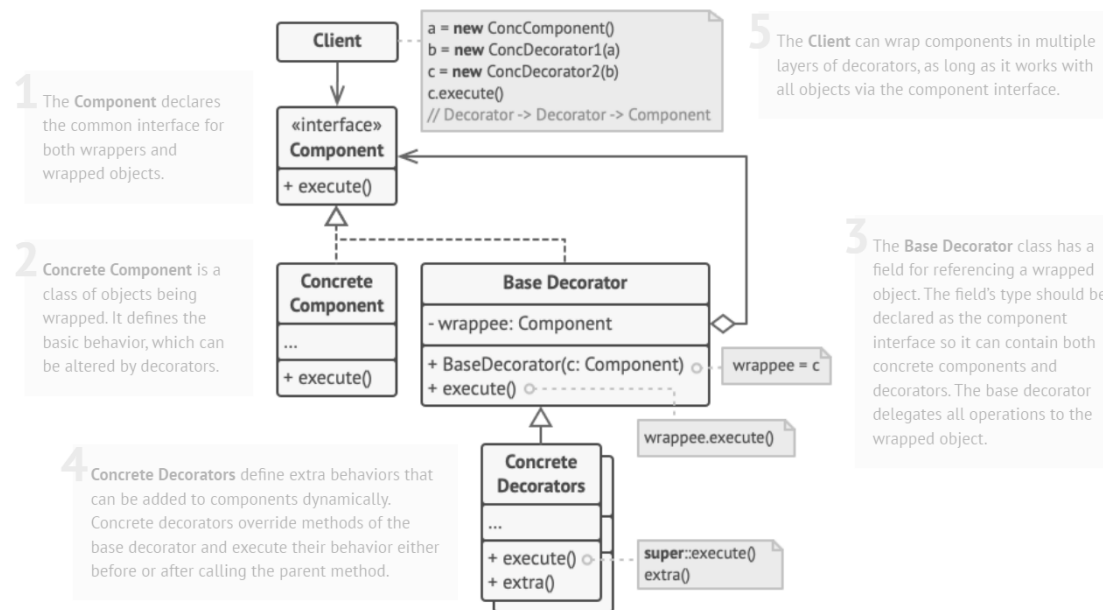 Client
a = new ConcComponent()
b = new ConcDecorator1(a)
c = new ConcDecorator2(b)
c.execute()
// Decorator -> Decorator -> Component
5
The Client can wrap components in multiple
layers of decorators, as long as it works with
all objects via the component interface.
1
The Component declares
the common interface for
both wrappers and
wrapped objects.
«interface»
Component
+ execute()
2
Concrete Component is a
class of objects being
wrapped. It defines the
basic behavior, which can
be altered by decorators.
Concrete
Component
...
+ execute()
Base Decorator
- wrappee: Component
+ BaseDecorator(c: Component)
+ execute()
wrappee = c
wrappee.execute()
3
The Base Decorator class has a
field for referencing a wrapped
object. The field's type should be
declared as the component
interface so it can contain both
concrete components and
decorators. The base decorator
delegates all operations to the
wrapped object.
4
Concrete Decorators define extra behaviors that
can be added to components dynamically.
Concrete decorators override methods of the
base decorator and execute their behavior either
before or after calling the parent method.
Concrete
Decorators
...
+ execute()
+ extra()
super::execute()
extra()